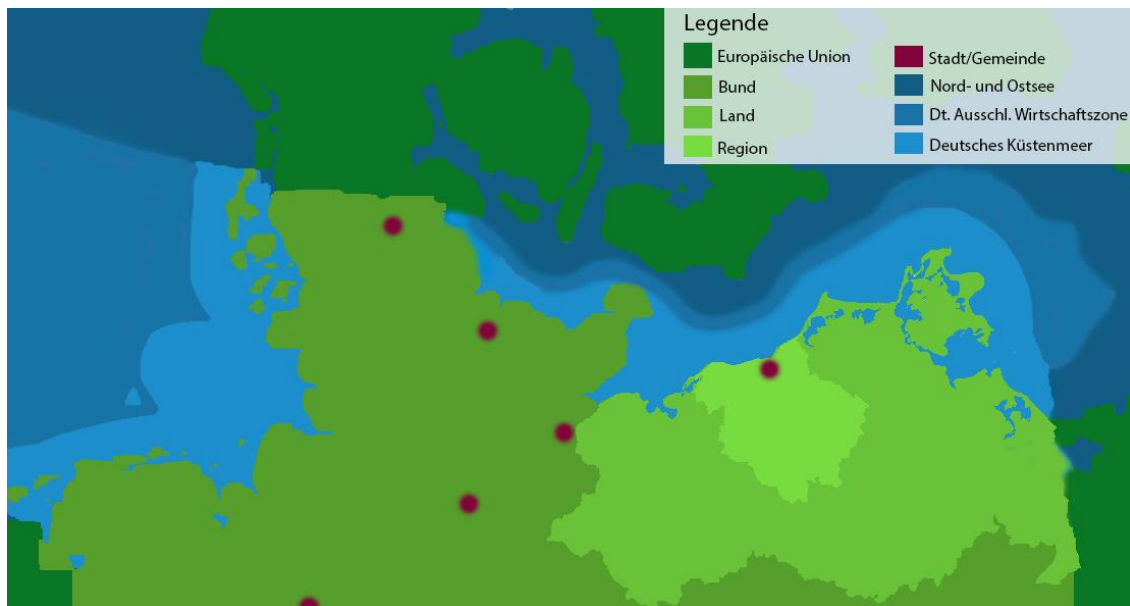 Legende
Europäische Union
Bund
Land
Region
Stadt/Gemeinde
Nord- und Ostsee
Dt. Ausschl. Wirtschaftszone
Deutsches Küstenmeer